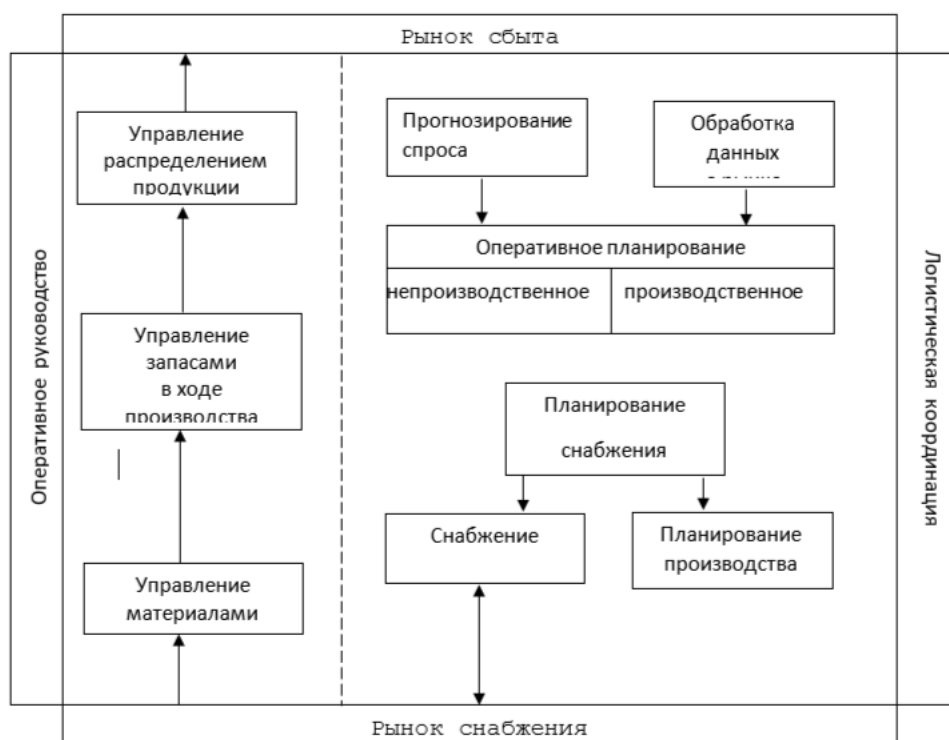 Рынок сбыта
Оперативное руководство
Управление
распределением
продукции
Управление
запасами
в ходе
производства
Управление
материалами
Прогнозирование
спроса
Обработка
данных
Оперативное планирование
непроизводственное
производственное
Планирование
снабжения
Снабжение
Планирование
производства
Логистическая координация
Рынок снабжения